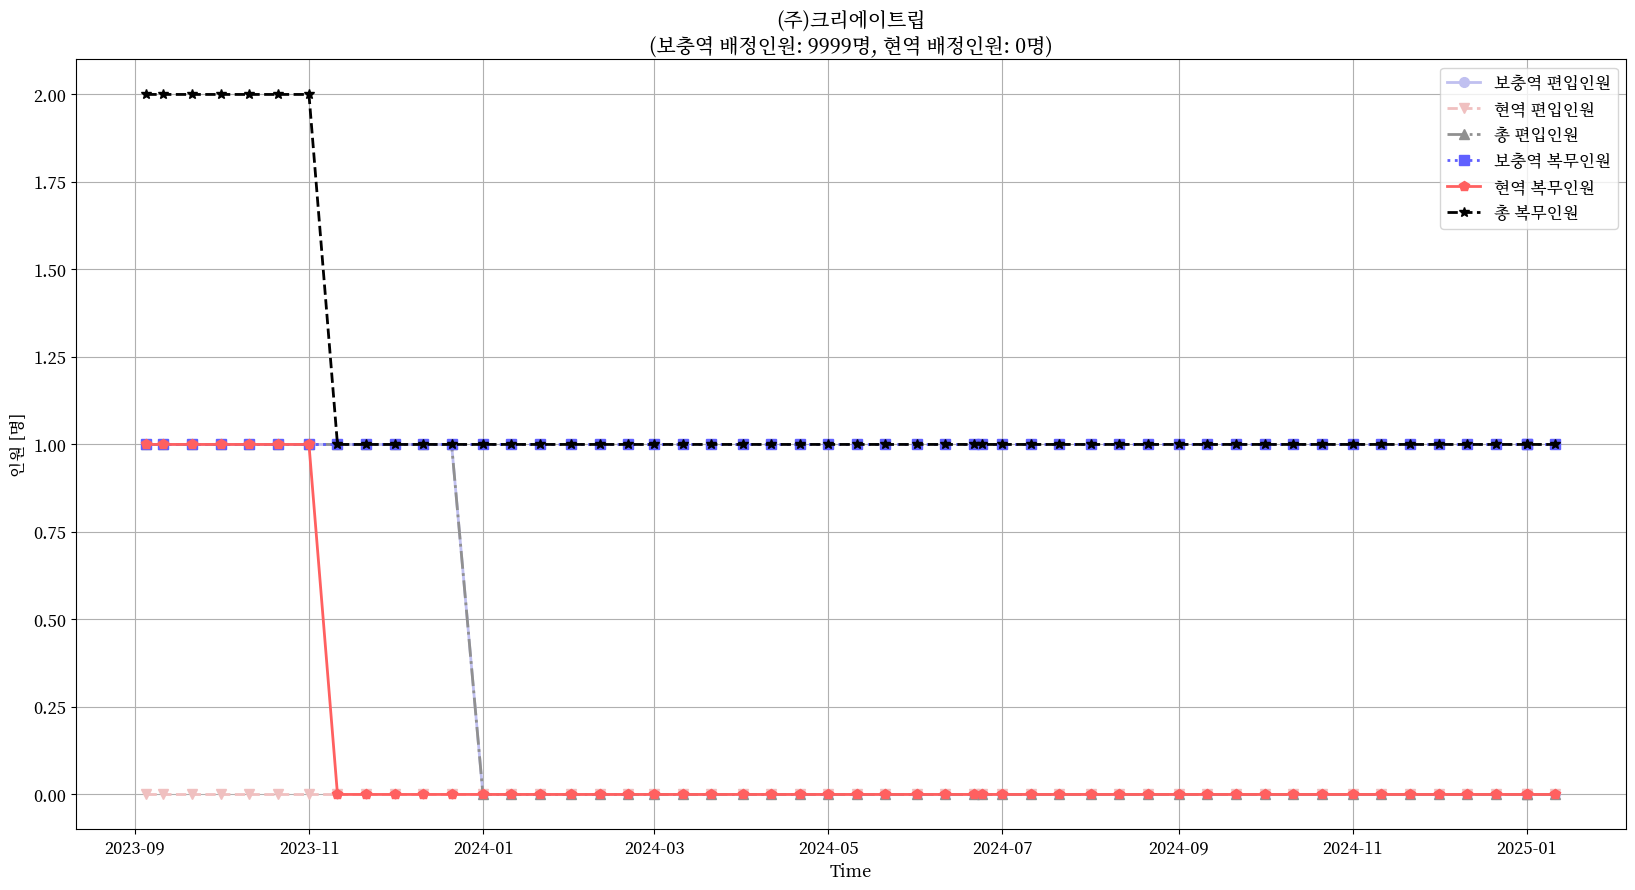 (주)크리에이트립
(보충역 배정인원: 9999명, 현역 배정인원: 0명)
보충역 편입인원
현역 편입인원
총 편입인원
보충역 복무인원
현역 복무인원
총 복무인원
인원 [명]
2.00
1.75
1.50
1.25
1.00
0.75
0.50
0.25
0.00
2023-09 2023-11 2024-01 2024-03 2024-05 2024-07 2024-09 2024-11 2025-01
Time